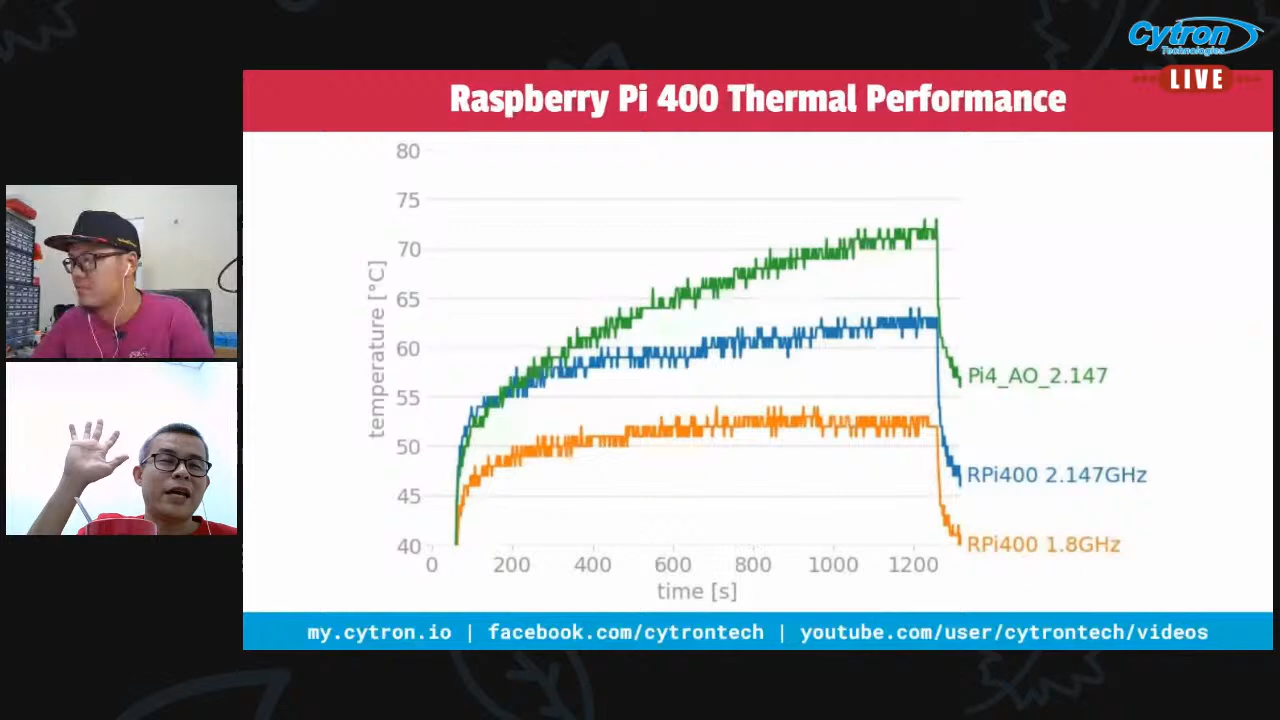 Cytron
Technologies
LIVE
Raspberry Pi 400 Thermal Performance
80
75
70
65
60
55
50
45
40
temperature [°C]
0 200 400 600 800 1000 1200
time [s]
Pi4_AO_2.147
RPi400 2.147GHz
RPi400 1.8GHz
my.cytron.io | facebook.com/cytrontech | youtube.com/user/cytrontech/videos